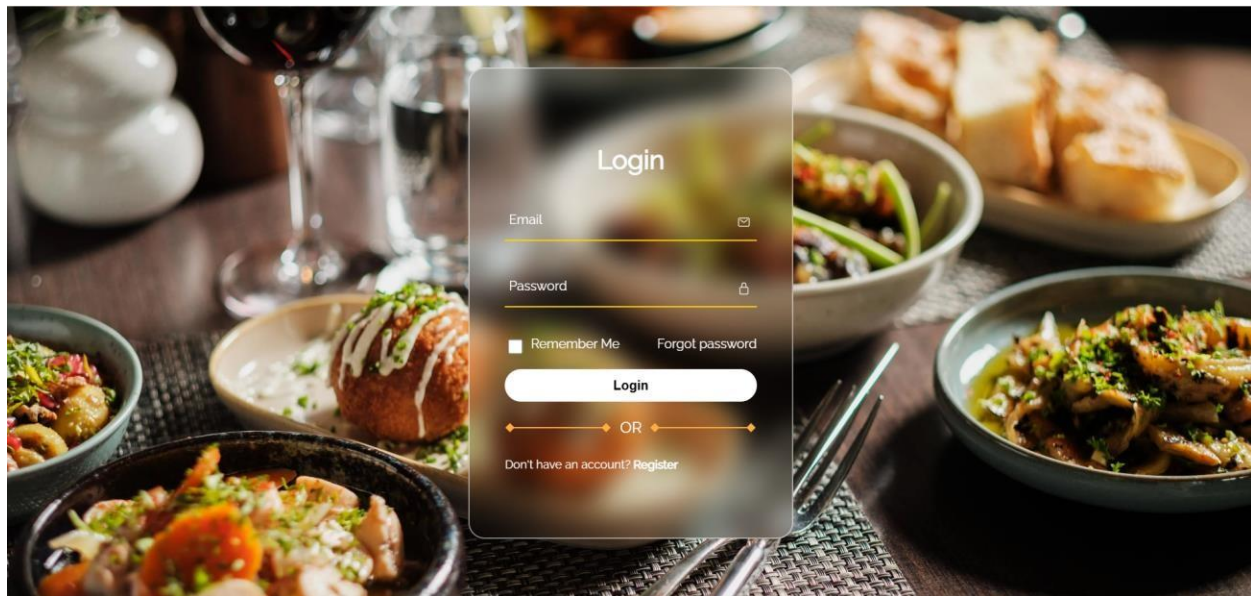 Login
Email
Password
Remember Me Forgot password
Login
OR
Don't have an account? Register